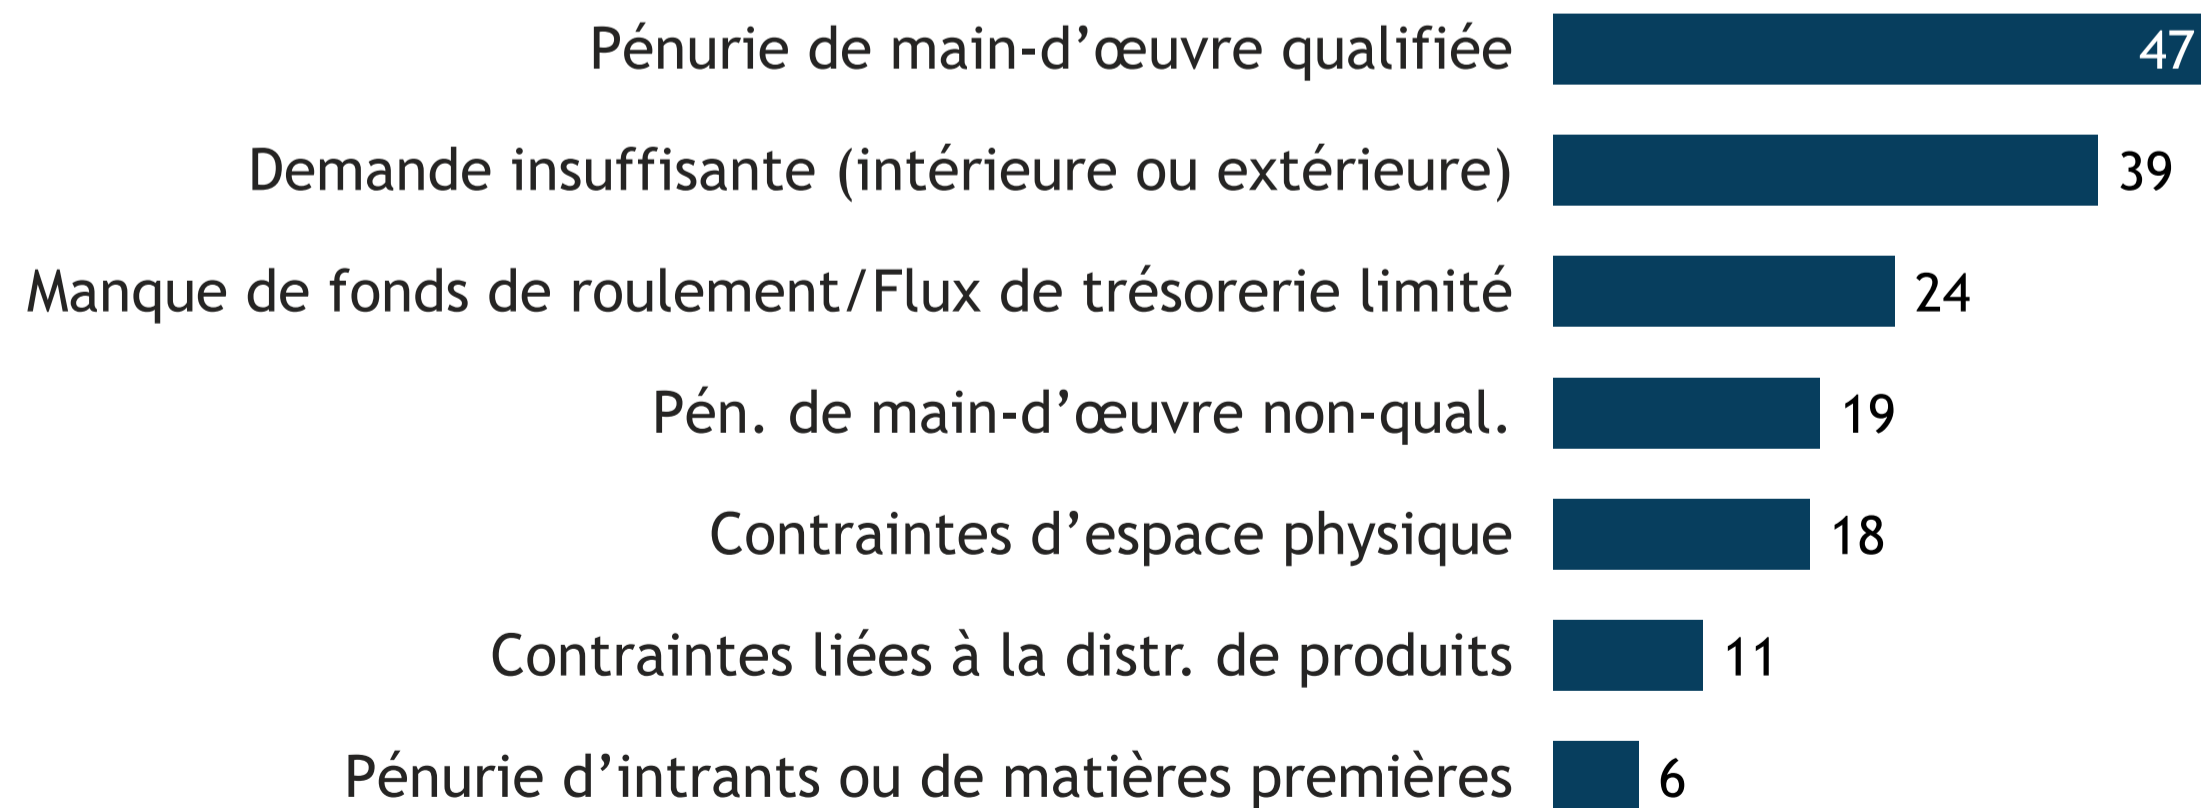 Pénurie de main-d’œuvre qualifiée 47
Demande insuffisante (intérieure ou extérieure) 39
Manque de fonds de roulement/Flux de trésorerie limité 24
Pén. de main-d’œuvre non-qual. 19
Contraintes d’espace physique 18
Contraintes liées à la distr. de produits 11
Pénurie d’intrants ou de matières premières 6